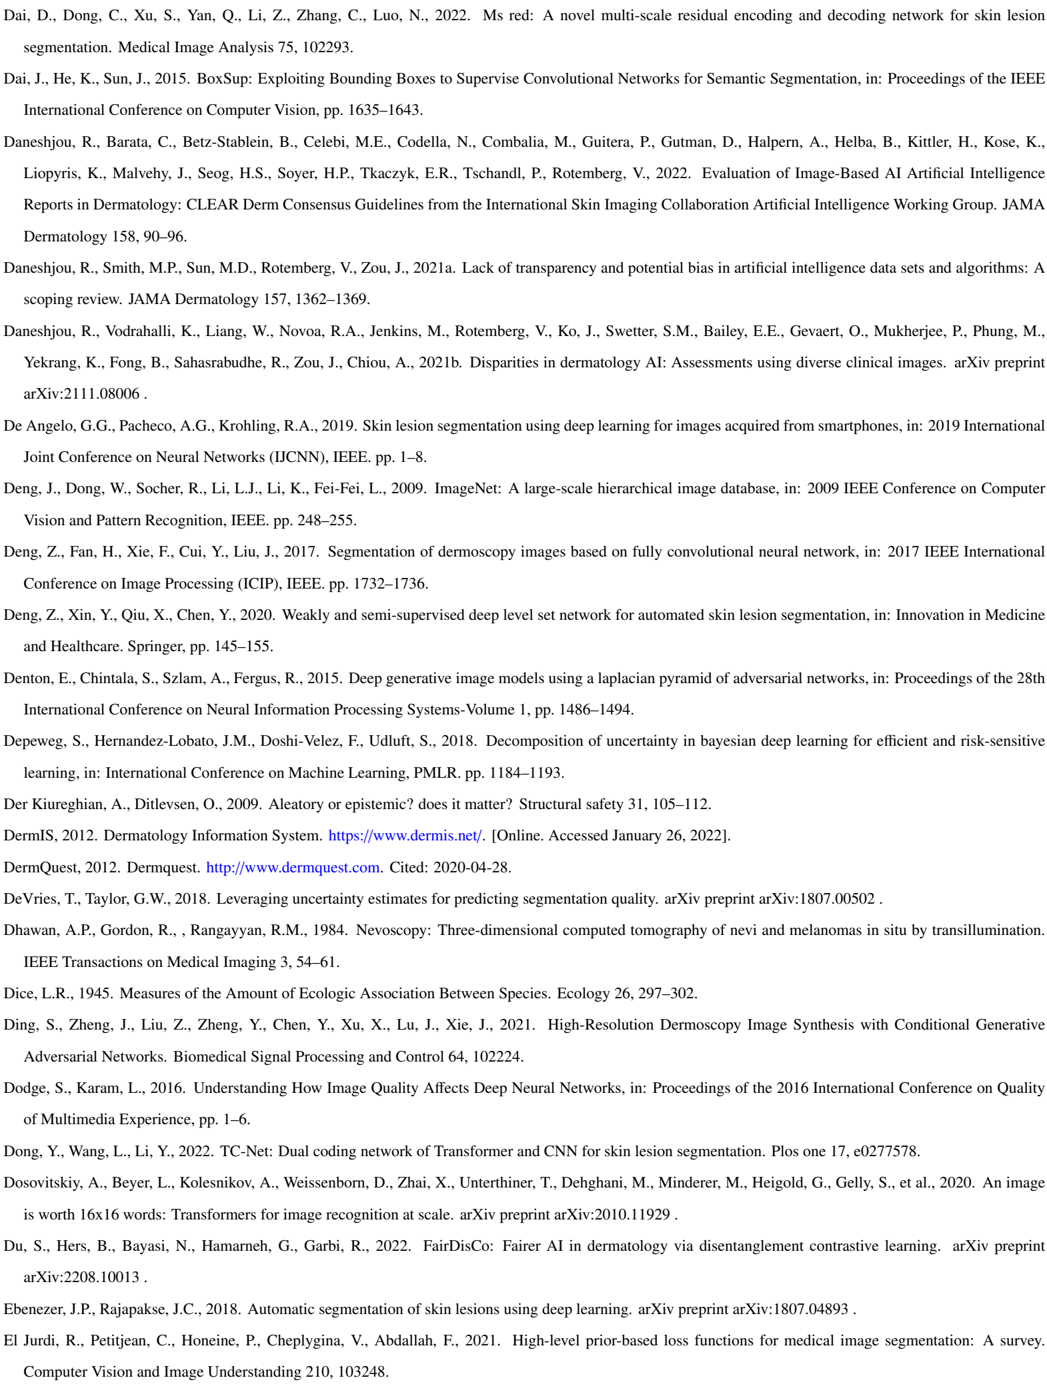 Dai, D., Dong, C., Xu, S., Yan, Q., Li, Z., Zhang, C., Luo, N., 2022. Ms red: A novel multi-scale residual encoding and decoding network for skin lesion
segmentation. Medical Image Analysis 75, 102293.
Dai, J., He, K., Sun, J., 2015. BoxSup: Exploiting Bounding Boxes to Supervise Convolutional Networks for Semantic Segmentation, in: Proceedings of the IEEE
International Conference on Computer Vision, pp. 1635–1643.
Daneshjou, R., Barata, C., Betz-Stablein, B., Celebi, M.E., Codella, N., Combalia, M., Guitera, P., Gutman, D., Halpern, A., Helba, B., Kittler, H., Kose, K.,
Liopyris, K., Malvehy, J., Seog, H.S., Soyer, H.P., Tkaczyk, E.R., Tschandl, P., Rotemberg, V., 2022. Evaluation of Image-Based AI Artificial Intelligence
Reports in Dermatology: CLEAR Derm Consensus Guidelines from the International Skin Imaging Collaboration Artificial Intelligence Working Group. JAMA
Dermatology 158, 90–96.
Daneshjou, R., Smith, M.P., Sun, M.D., Rotemberg, V., Zou, J., 2021a. Lack of transparency and potential bias in artificial intelligence data sets and algorithms: A
scoping review. JAMA Dermatology 157, 1362–1369.
Daneshjou, R., Vodrahalli, K., Liang, W., Novoa, R.A., Jenkins, M., Rotemberg, V., Ko, J., Swetter, S.M., Bailey, E.E., Gevaert, O., Mukherjee, P., Phung, M.,
Yekrang, K., Fong, B., Sahasrabudhe, R., Zou, J., Chiou, A., 2021b. Disparities in dermatology AI: Assessments using diverse clinical images. arXiv preprint
arXiv:2111.08006 .
De Angelo, G.G., Pacheco, A.G., Krohling, R.A., 2019. Skin lesion segmentation using deep learning for images acquired from smartphones, in: 2019 International
Joint Conference on Neural Networks (IJCNN), IEEE. pp. 1–8.
Deng, J., Dong, W., Socher, R., Li, L.J., Li, K., Fei-Fei, L., 2009. ImageNet: A large-scale hierarchical image database, in: 2009 IEEE Conference on Computer
Vision and Pattern Recognition, IEEE. pp. 248–255.
Deng, Z., Fan, H., Xie, F., Cui, Y., Liu, J., 2017. Segmentation of dermoscopy images based on fully convolutional neural network, in: 2017 IEEE International
Conference on Image Processing (ICIP), IEEE. pp. 1732–1736.
Deng, Z., Xin, Y., Qiu, X., Chen, Y., 2020. Weakly and semi-supervised deep level set network for automated skin lesion segmentation, in: Innovation in Medicine
and Healthcare. Springer, pp. 145–155.
Denton, E., Chintala, S., Szlam, A., Fergus, R., 2015. Deep generative image models using a laplacian pyramid of adversarial networks, in: Proceedings of the 28th
International Conference on Neural Information Processing Systems-Volume 1, pp. 1486–1494.
Depeweg, S., Hernandez-Lobato, J.M., Doshi-Velez, F., Udluft, S., 2018. Decomposition of uncertainty in bayesian deep learning for efficient and risk-sensitive
learning, in: International Conference on Machine Learning, PMLR. pp. 1184–1193.
Der Kiureghian, A., Ditlevsen, O., 2009. Aleatory or epistemic? does it matter? Structural safety 31, 105–112.
DermIS, 2012. Dermatology Information System. https://www.dermis.net/. [Online. Accessed January 26, 2022].
DermQuest, 2012. Dermquest. http://www.dermquest.com. Cited: 2020-04-28.
DeVries, T., Taylor, G.W., 2018. Leveraging uncertainty estimates for predicting segmentation quality. arXiv preprint arXiv:1807.00502 .
Dhawan, A.P., Gordon, R., , Rangayyan, R.M., 1984. Nevoscopy: Three-dimensional computed tomography of nevi and melanomas in situ by transillumination.
IEEE Transactions on Medical Imaging 3, 54–61.
Dice, L.R., 1945. Measures of the Amount of Ecologic Association Between Species. Ecology 26, 297–302.
Ding, S., Zheng, J., Liu, Z., Zheng, Y., Chen, Y., Xu, X., Lu, J., Xie, J., 2021. High-Resolution Dermoscopy Image Synthesis with Conditional Generative
Adversarial Networks. Biomedical Signal Processing and Control 64, 102224.
Dodge, S., Karam, L., 2016. Understanding How Image Quality Affects Deep Neural Networks, in: Proceedings of the 2016 International Conference on Quality
of Multimedia Experience, pp. 1–6.
Dong, Y., Wang, L., Li, Y., 2022. TC-Net: Dual coding network of Transformer and CNN for skin lesion segmentation. Plos one 17, e0277578.
Dosovitskiy, A., Beyer, L., Kolesnikov, A., Weissenborn, D., Zhai, X., Unterthiner, T., Dehghani, M., Minderer, M., Heigold, G., Gelly, S., et al., 2020. An image
is worth 16x16 words: Transformers for image recognition at scale. arXiv preprint arXiv:2010.11929 .
Du, S., Hers, B., Bayasi, N., Hamarneh, G., Garbi, R., 2022. FairDisCo: Fairer AI in dermatology via disentanglement contrastive learning. arXiv preprint
arXiv:2208.10013 .
Ebenezer, J.P., Rajapakse, J.C., 2018. Automatic segmentation of skin lesions using deep learning. arXiv preprint arXiv:1807.04893 .
El Jurdi, R., Petitjean, C., Honeine, P., Cheplygina, V., Abdallah, F., 2021. High-level prior-based loss functions for medical image segmentation: A survey.
Computer Vision and Image Understanding 210, 103248.